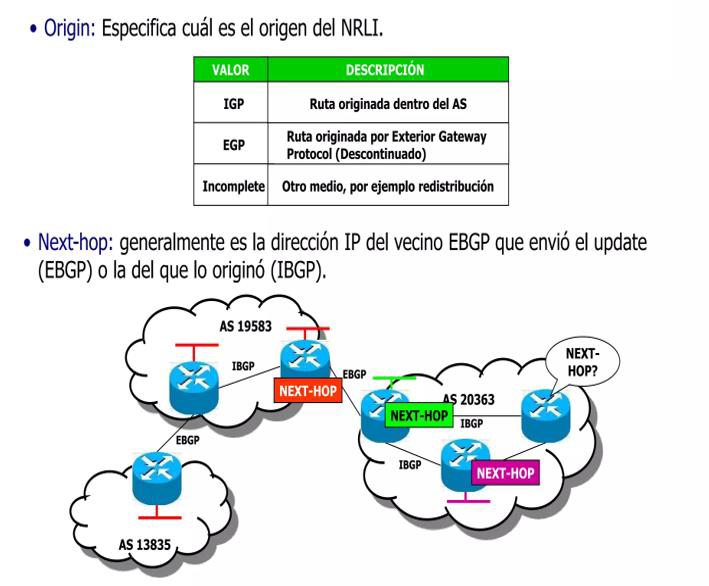 • Origin: Especifica cuál es el origen del NRLI.
VALOR DESCRIPCIÓN
IGP Ruta originada dentro del AS
EGP Ruta originada por Exterior Gateway
Protocol (Descontinuado)
Incomplete Otro medio, por ejemplo redistribución
• Next-hop: generalmente es la dirección IP del vecino EBGP que envió el update
(EBGP) o la del que lo originó (IBGP).
AS 19583
IBGP
NEXT-HOP
EBGP
NEXT-
HOP?
AS 20363
NEXT-HOP
IBGP
IBGP
NEXT-HOP
EBGP
AS 13835